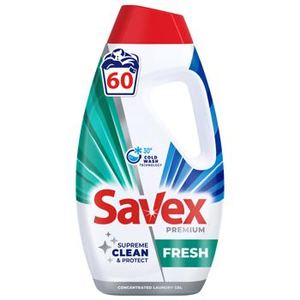 60
30°
COLD
WASH
TECHNOLOGY
Savex
PREMIUM
SUPREME
CLEAN
& PROTECT
FRESH
CONCENTRATED LAUNDRY GEL